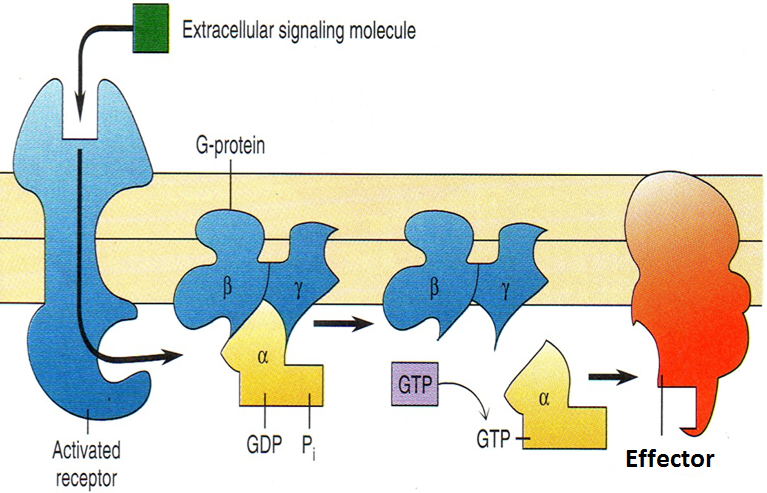 Extracellular signaling molecule
G-protein
β
γ
β
γ
α
GTP
α
GDP
Pi
GTP
Activated
receptor
Effector